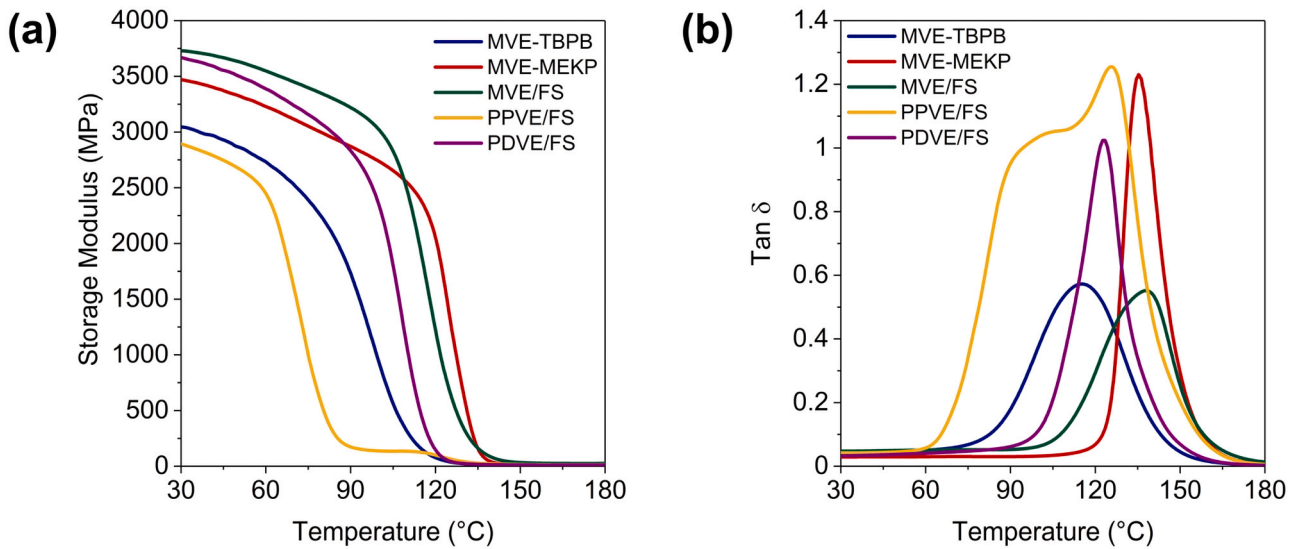 (a)
Storage Modulus (MPa)
4000
3500
3000
2500
2000
1500
1000
500
0
30 60 90 120 150 180
Temperature (°C)
MVE-TBPB
MVE-MEKP
MVE/FS
PPVE/FS
PDVE/FS
(b)
Tan δ
1.4
1.2
1
0.8
0.6
0.4
0.2
0
30 60 90 120 150 180
Temperature (°C)
MVE-TBPB
MVE-MEKP
MVE/FS
PPVE/FS
PDVE/FS